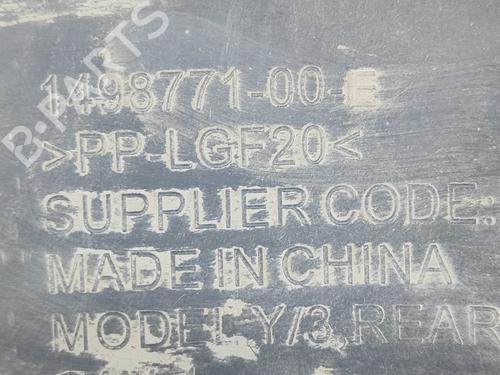 B-PARTS
1498771-00-E
>PP-LGF20<
SUPPLIER CODE:
MADE IN CHINA
MODEL Y/3, REAR